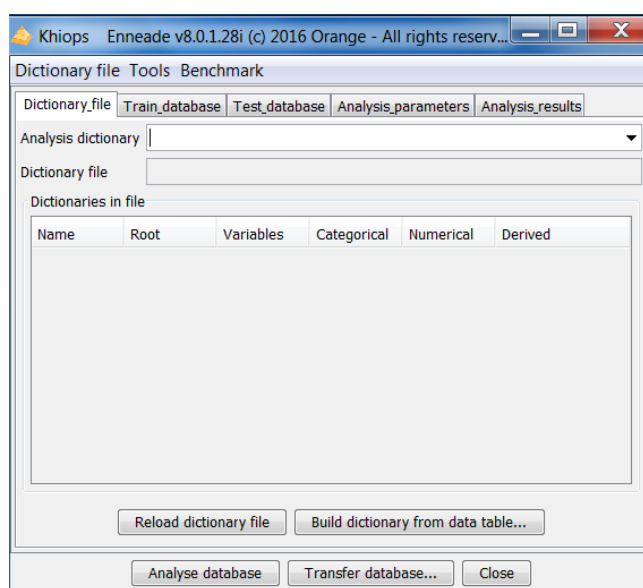 Khiops Enneade v8.0.1.28i (c) 2016 Orange - All rights reserv...
Dictionary file Tools Benchmark
Dictionary_file Train_database Test_database Analysis_parameters Analysis_results
Analysis dictionary
Dictionary file
Dictionaries in file
Name Root Variables Categorical Numerical Derived
Reload dictionary file Build dictionary from data table...
Analyse database Transfer database... Close